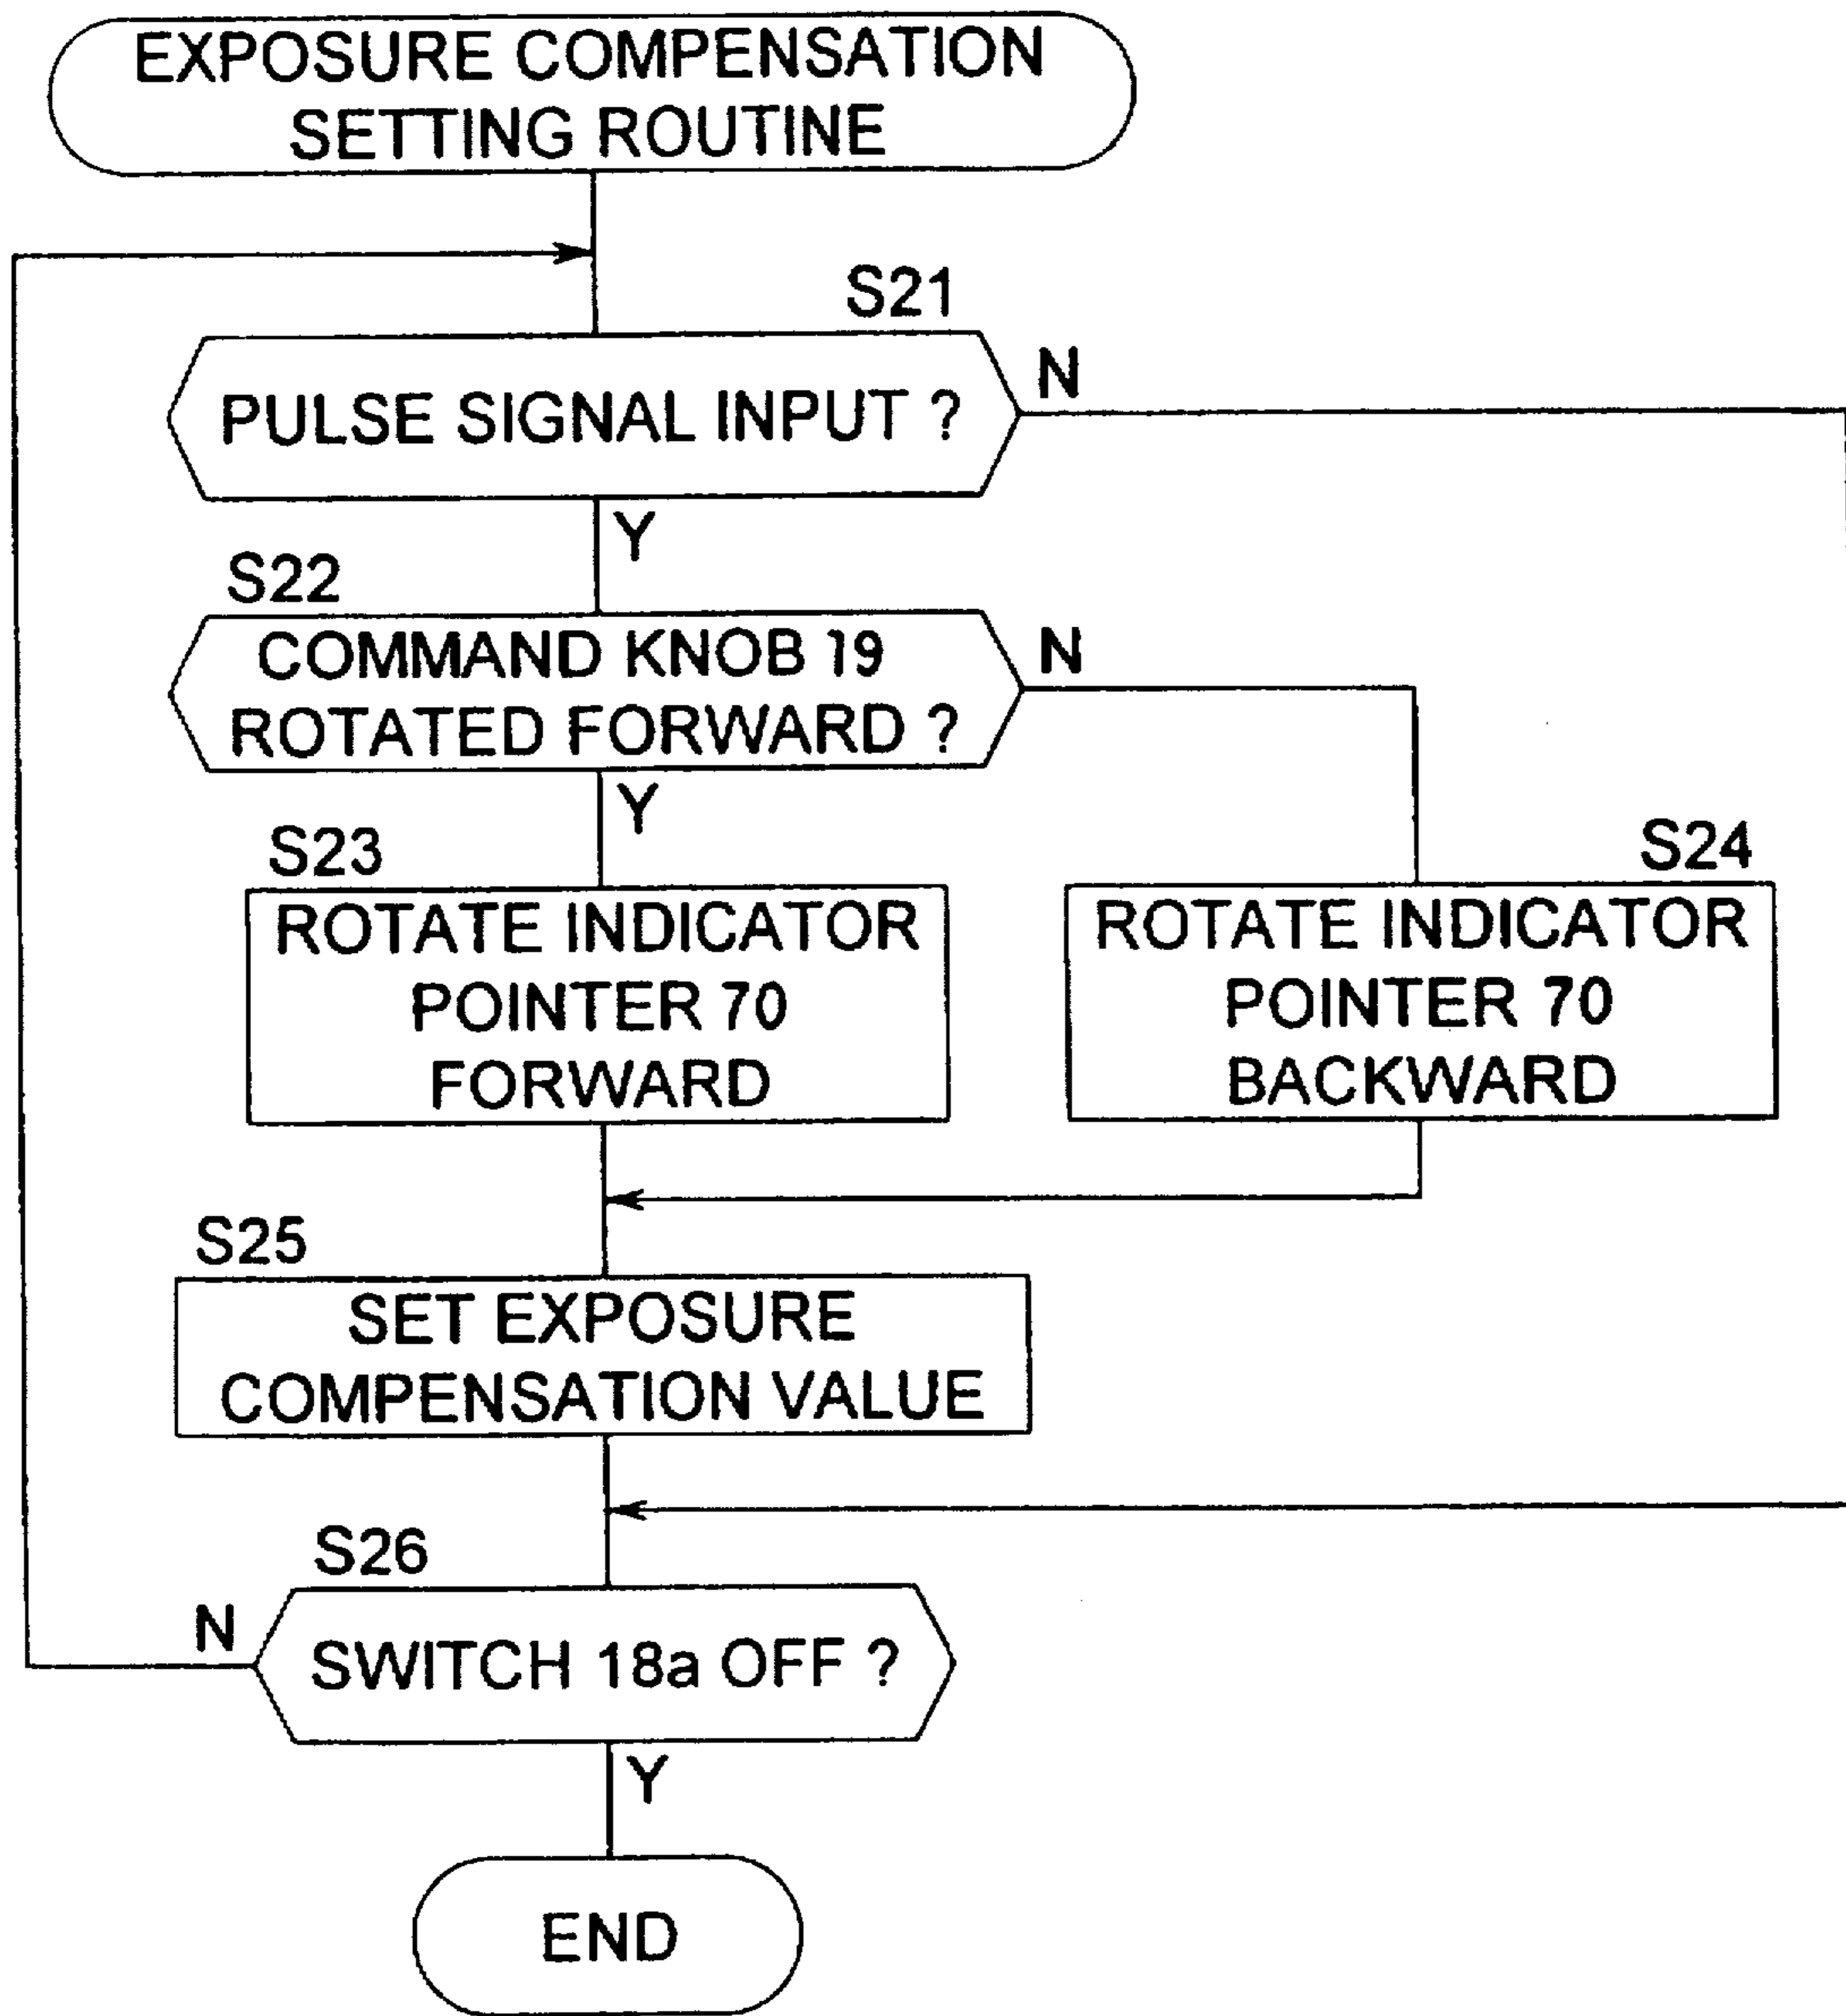 EXPOSURE COMPENSATION
SETTING ROUTINE
S21
PULSE SIGNAL INPUT ?
N
Y
S22
COMMAND KNOB 19
ROTATED FORWARD ?
N
Y
S23
ROTATE INDICATOR
POINTER 70
FORWARD
S24
ROTATE INDICATOR
POINTER 70
BACKWARD
S25
SET EXPOSURE
COMPENSATION VALUE
S26
N
SWITCH 18a OFF ?
Y
END